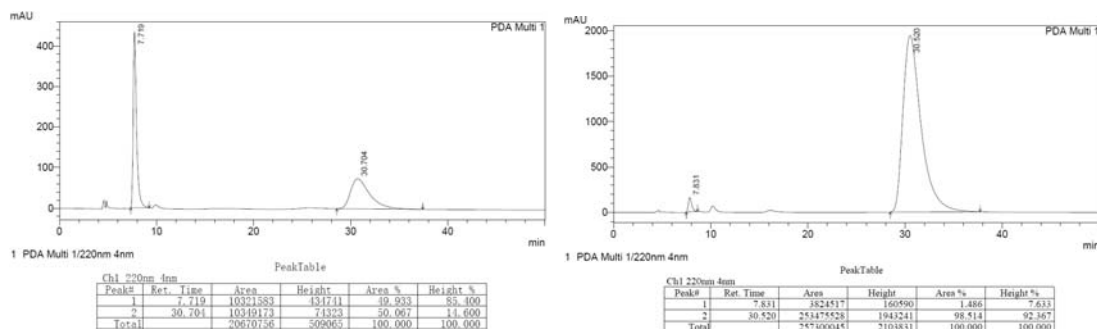 mAU
PDA Multi 1
7.719
400
300
200
100
0
30.704
0 10 20 30 40
min
1 PDA Multi 1/220nm 4nm
PeakTable
Ch1 220nm 4nm
Peak# Ret. Time Area Height Area % Height %
1 7.719 10321583 434741 49.933 85.400
2 30.704 10349173 74323 50.067 14.600
Total 20670756 509065 100.000 100.000
mAU
PDA Multi 1
2000
1500
1000
500
0
7.831
30.520
0 10 20 30 40
min
1 PDA Multi 1/220nm 4nm
PeakTable
Ch1 220nm 4nm
Peak# Ret. Time Area Height Area % Height %
1 7.831 3824517 160590 1.486 7.633
2 30.520 253475528 1943241 98.514 92.367
Total 257300045 2103831 100.000 100.000